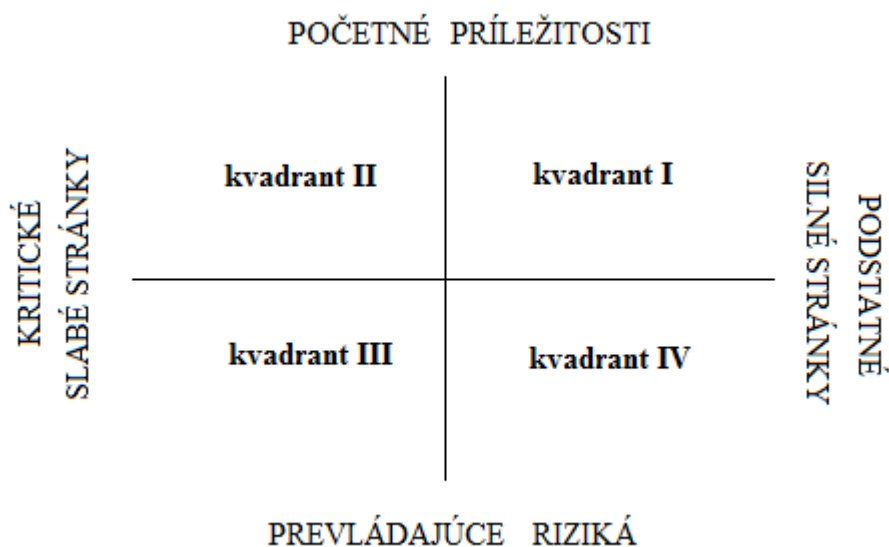 POČETNÉ PRÍLEŽITOSTI
KRITICKÉ
SLABÉ STRÁNKY
kvadrant II
kvadrant I
PODSTATNÉ
SILNÉ STRÁNKY
kvadrant III
kvadrant IV
PREVLÁDAJÚCE RIZIKÁ